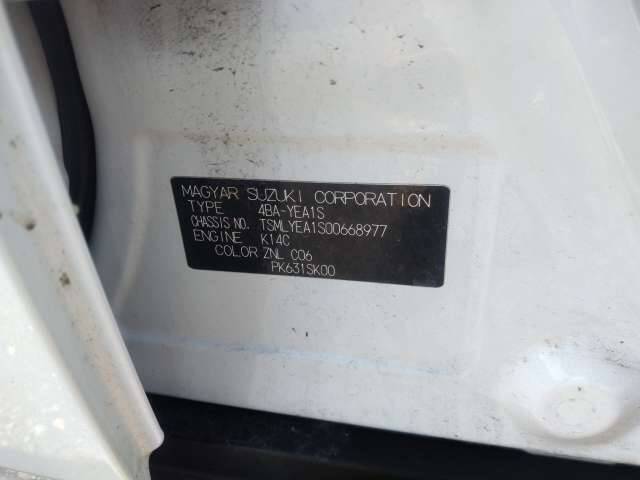 MAGYAR SUZUKI CORPORATION
TYPE 4BA-YEA1S
CHASSIS NO. TSMLYEA1S00668977
ENGINE K14C
COLOR ZNL C06
PK631SK00